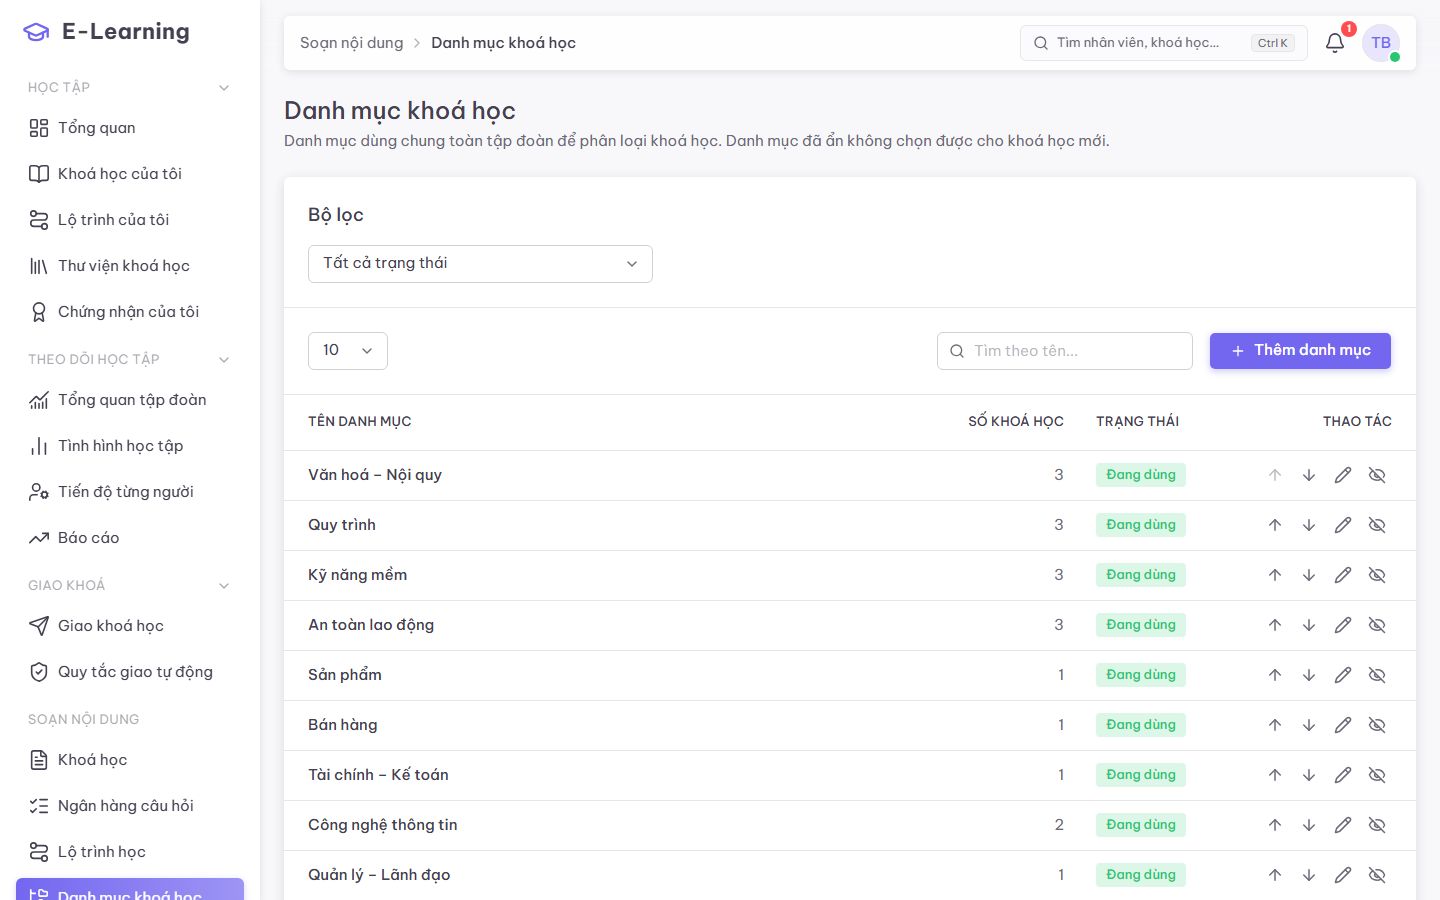 E-Learning
HỌC TẬP
Tổng quan
Khoá học của tôi
Lộ trình của tôi
Thư viện khoá học
Chứng nhận của tôi
THEO DÕI HỌC TẬP
Tổng quan tập đoàn
Tình hình học tập
Tiến độ từng người
Báo cáo
GIAO KHOÁ
Giao khoá học
Quy tắc giao tự động
SOẠN NỘI DUNG
Khoá học
Ngân hàng câu hỏi
Lộ trình học
Danh mục khoá học
Soạn nội dung > Danh mục khoá học
Tìm nhân viên, khoá học... Ctrl K
1
TB
Danh mục khoá học
Danh mục dùng chung toàn tập đoàn để phân loại khoá học. Danh mục đã ẩn không chọn được cho khoá học mới.
Bộ lọc
Tất cả trạng thái
10
Tìm theo tên...
+ Thêm danh mục
TÊN DANH MỤC SỐ KHOÁ HỌC TRẠNG THÁI THAO TÁC
Văn hoá – Nội quy 3 Đang dùng
Quy trình 3 Đang dùng
Kỹ năng mềm 3 Đang dùng
An toàn lao động 3 Đang dùng
Sản phẩm 1 Đang dùng
Bán hàng 1 Đang dùng
Tài chính – Kế toán 1 Đang dùng
Công nghệ thông tin 2 Đang dùng
Quản lý – Lãnh đạo 1 Đang dùng